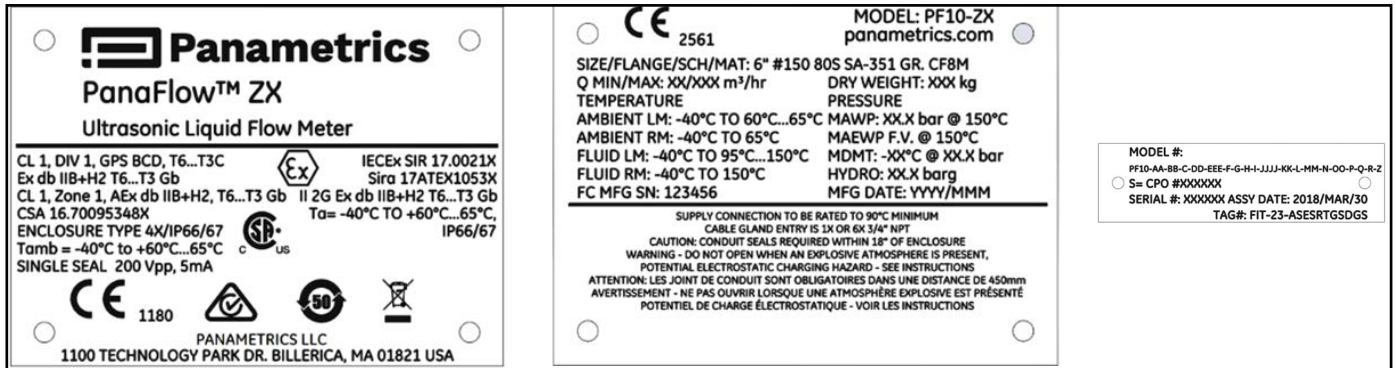 Panametrics
PanaFlow™ ZX
Ultrasonic Liquid Flow Meter
CL 1, DIV 1, GPS BCD, T6...T3C
Ex db IIB+H2 T6...T3 Gb
CL 1, Zone 1, AEx db IIB+H2, T6...T3 Gb
CSA 16.70095348X
ENCLOSURE TYPE 4X/IP66/67
Tamb = -40°C to +60°C...65°C
SINGLE SEAL 200 Vpp, 5mA
Ex
IECEx SIR 17.0021X
Sira 17ATEX1053X
II 2G Ex db IIB+H2 T6...T3 Gb
Ta= -40°C TO +60°C...65°C,
IP66/67
C SA US
CE 1180
50
PANAMETRICS LLC
1100 TECHNOLOGY PARK DR. BILLERICA, MA 01821 USA
CE 2561
MODEL: PF10-ZX
panametrics.com
SIZE/FLANGE/SCH/MAT: 6" #150 80S SA-351 GR. CF8M
Q MIN/MAX: XX/XXX m³/hr DRY WEIGHT: XXX kg
TEMPERATURE PRESSURE
AMBIENT LM: -40°C TO 60°C...65°C MAWP: XX.X bar @ 150°C
AMBIENT RM: -40°C TO 65°C MAEWP F.V. @ 150°C
FLUID LM: -40°C TO 95°C...150°C MDMT: -XX°C @ XX.X bar
FLUID RM: -40°C TO 150°C HYDRO: XX.X barg
FC MFG SN: 123456 MFG DATE: YYYY/MMM
SUPPLY CONNECTION TO BE RATED TO 90°C MINIMUM
CABLE GLAND ENTRY IS 1X OR 6X 3/4" NPT
CAUTION: CONDUIT SEALS REQUIRED WITHIN 18" OF ENCLOSURE
WARNING - DO NOT OPEN WHEN AN EXPLOSIVE ATMOSPHERE IS PRESENT,
POTENTIAL ELECTROSTATIC CHARGING HAZARD - SEE INSTRUCTIONS
ATTENTION: LES JOINT DE CONDUIT SONT OBLIGATOIRES DANS UNE DISTANCE DE 450mm
AVERTISSEMENT - NE PAS OUVRIR LORSQUE UNE ATMOSPHÈRE EXPLOSIVE EST PRÉSENTÉ
POTENTIEL DE CHARGE ÉLECTROSTATIQUE - VOIR LES INSTRUCTIONS
MODEL #:
PF10-AA-BB-C-DD-EEE-F-G-H-I-JJJJ-KK-L-MM-N-OO-P-Q-R-Z
S= CPO #XXXXXX
SERIAL #: XXXXXX ASSY DATE: 2018/MAR/30
TAG#: FIT-23-ASESRTGSDGS